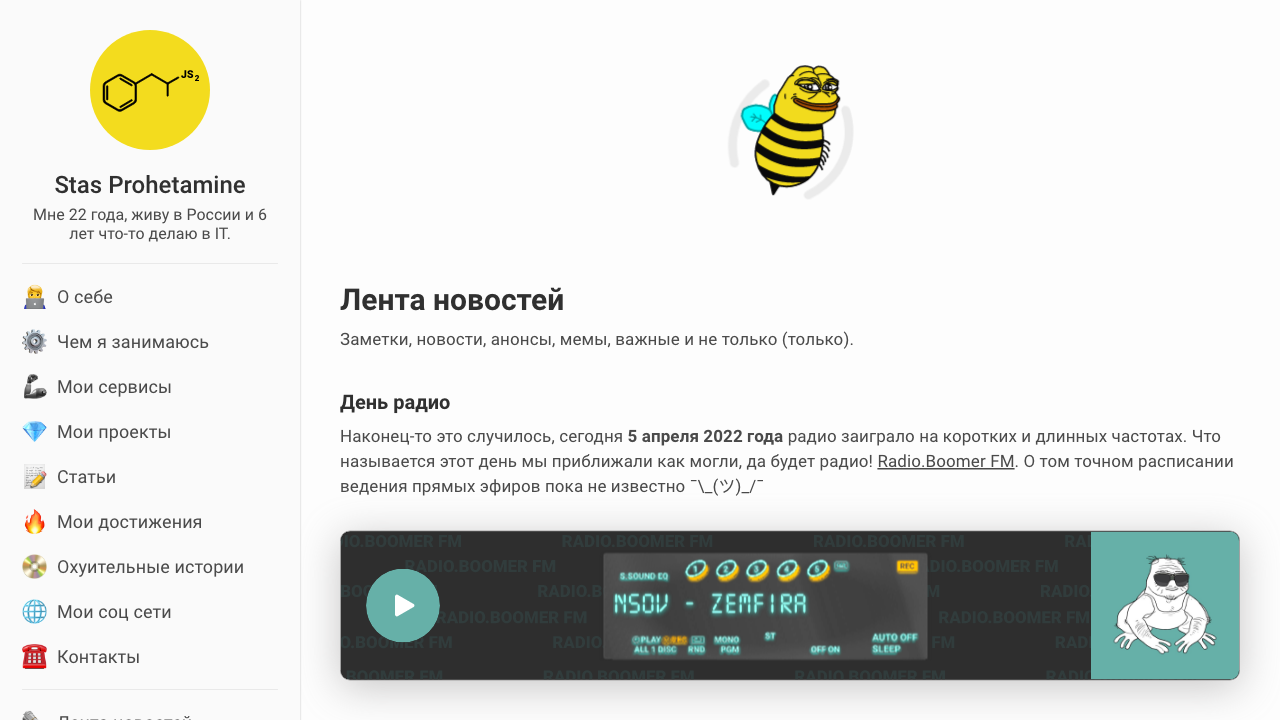 JS2
Stas Prohetamine
Мне 22 года, живу в России и 6
лет что-то делаю в IT.
О себе
Чем я занимаюсь
Мои сервисы
Мои проекты
Статьи
Мои достижения
Охуительные истории
Мои соц сети
Контакты
Лента новостей
Лента новостей
Заметки, новости, анонсы, мемы, важные и не только (только).
День радио
Наконец-то это случилось, сегодня 5 апреля 2022 года радио заиграло на коротких и длинных частотах. Что
называется этот день мы приближали как могли, да будет радио! Radio.Boomer FM. О том точном расписании
ведения прямых эфиров пока не известно ¯\_(ツ)_/¯
IO.BOOMER FM RADIO.BOOMER FM RADIO.BOOMER FM RA
S.SOUND EQ 1 2 3 4 5 REC
NSOV - ZEMFIRA
PLAY MONO ST AUTO OFF
ALL 1 DISC RND PGM OFF ON SLEEP